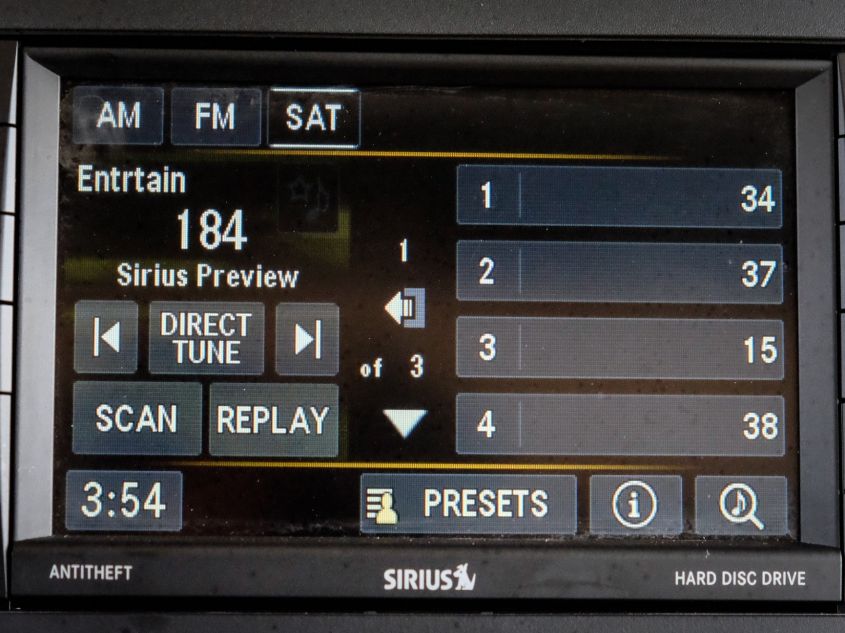 AM FM SAT
Entrtain
184
Sirius Preview
DIRECT
TUNE
SCAN REPLAY
1
of 3
1 34
2 37
3 15
4 38
3:54 PRESETS i
ANTITHEFT SIRIUS HARD DISC DRIVE